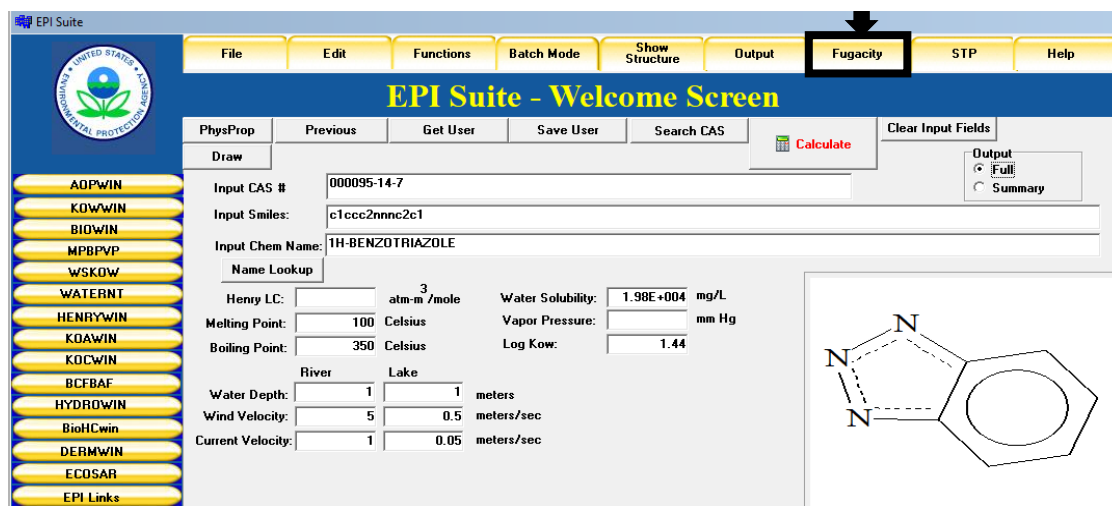 EPI Suite
File Edit Functions Batch Mode Show Structure Output Fugacity STP Help
UNITED STATES ENVIRONMENTAL PROTECTION AGENCY
EPI Suite - Welcome Screen
PhysProp Previous Get User Save User Search CAS Calculate Clear Input Fields
Draw
Output
Full
Summary
AOPWIN
KOWWIN
BIOWIN
MPBPVP
WSKOW
WATERNT
HENRYWIN
KOAWIN
KOCWIN
BCFBAF
HYDROWIN
BioHCwin
DERMWIN
ECOSAR
EPI Links
Input CAS # 000095-14-7
Input Smiles: c1ccc2nnnc2c1
Input Chem Name: 1H-BENZOTRIAZOLE
Name Lookup
Henry LC: atm-m3/mole Water Solubility: 1.98E+004 mg/L
Melting Point: 100 Celsius Vapor Pressure: mm Hg
Boiling Point: 350 Celsius Log Kow: 1.44
River Lake
Water Depth: 1 1 meters
Wind Velocity: 5 0.5 meters/sec
Current Velocity: 1 0.05 meters/sec
N
N
N